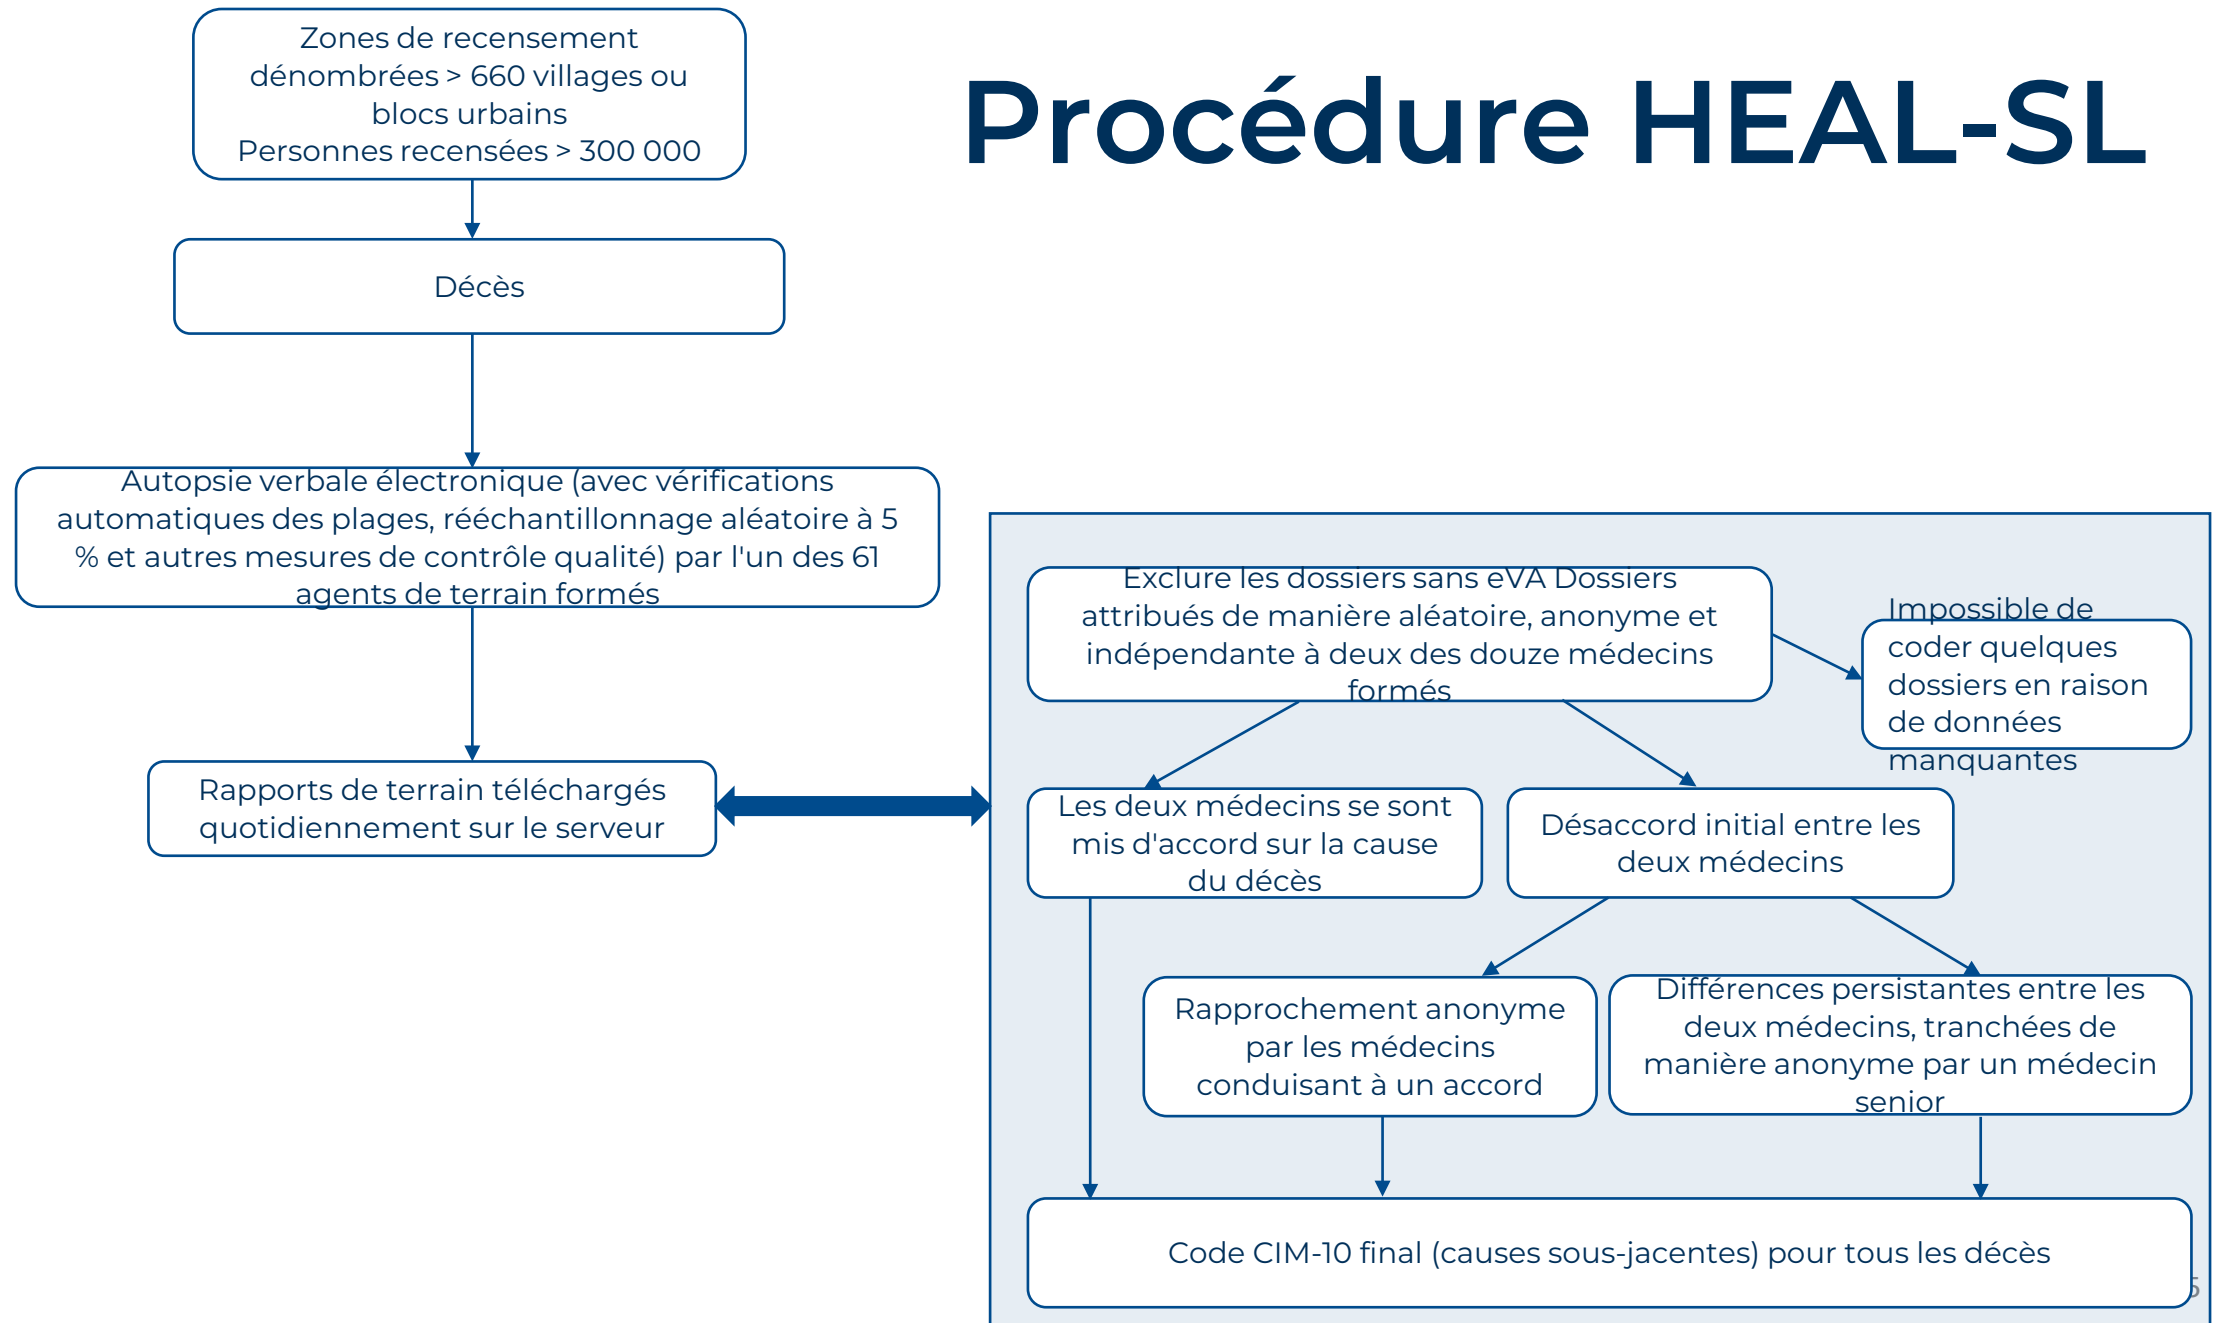 Procédure HEAL-SL
Zones de recensement
dénombrées > 660 villages ou
blocs urbains
Personnes recensées > 300 000
Décès
Autopsie verbale électronique (avec vérifications
automatiques des plages, rééchantillonnage aléatoire à 5
% et autres mesures de contrôle qualité) par l'un des 61
agents de terrain formés
Rapports de terrain téléchargés
quotidiennement sur le serveur
Exclure les dossiers sans eVA Dossiers
attribués de manière aléatoire, anonyme et
indépendante à deux des douze médecins
formés
Impossible de
coder quelques
dossiers en raison
de données
manquantes
Les deux médecins se sont
mis d'accord sur la cause
du décès
Désaccord initial entre les
deux médecins
Rapprochement anonyme
par les médecins
conduisant à un accord
Différences persistantes entre les
deux médecins, tranchées de
manière anonyme par un médecin
senior
Code CIM-10 final (causes sous-jacentes) pour tous les décès